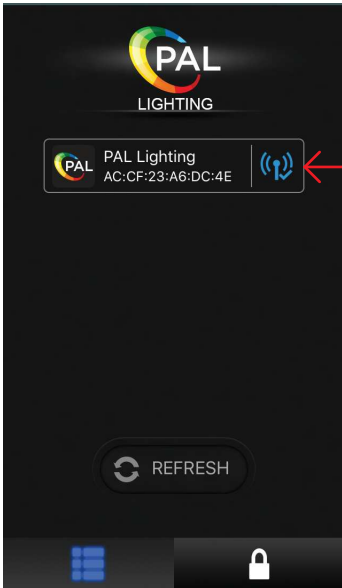 PAL
LIGHTING
PAL
PAL Lighting
AC:CF:23:A6:DC:4E
REFRESH